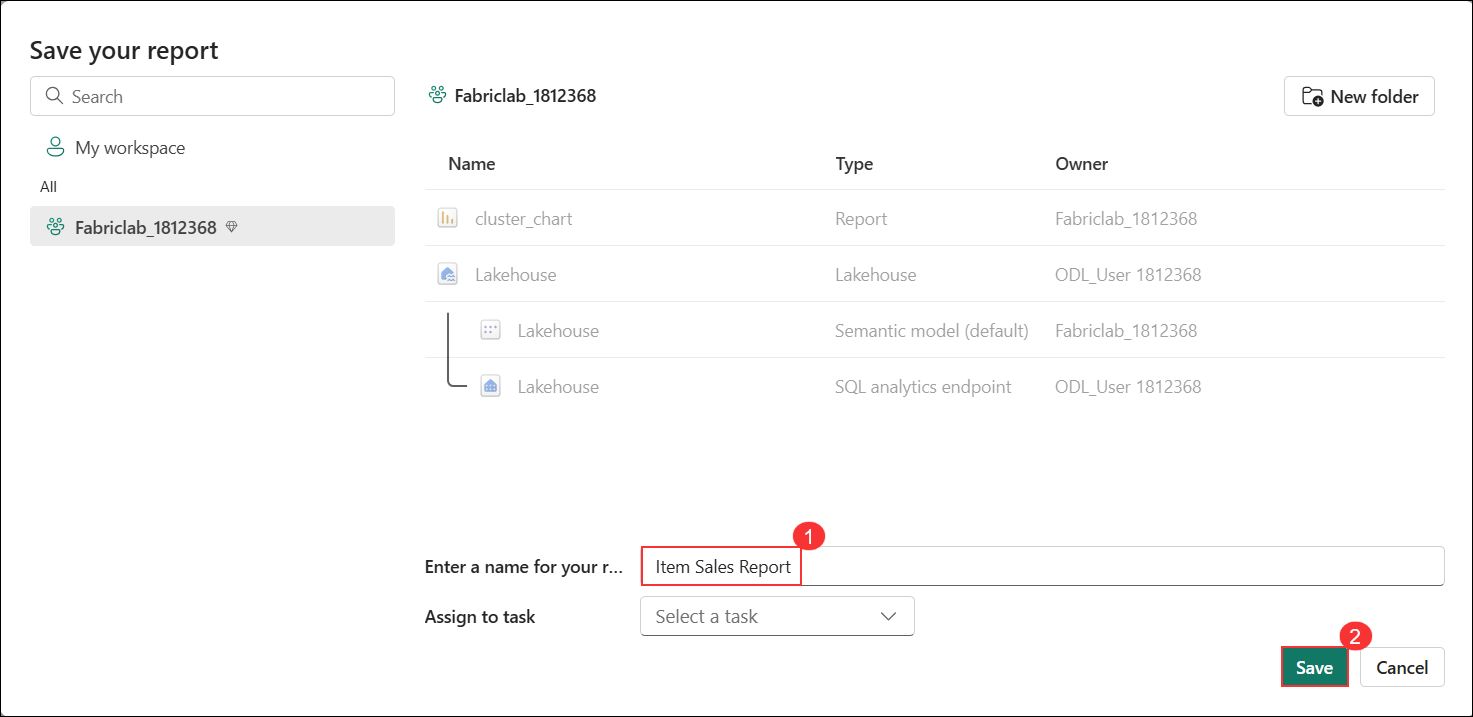 Save your report
Search
My workspace
All
Fabriclab_1812368
Fabriclab_1812368
New folder
Name Type Owner
cluster_chart Report Fabriclab_1812368
Lakehouse Lakehouse ODL_User 1812368
Lakehouse Semantic model (default) Fabriclab_1812368
Lakehouse SQL analytics endpoint ODL_User 1812368
1
Enter a name for your r... Item Sales Report
Assign to task Select a task
2
Save Cancel